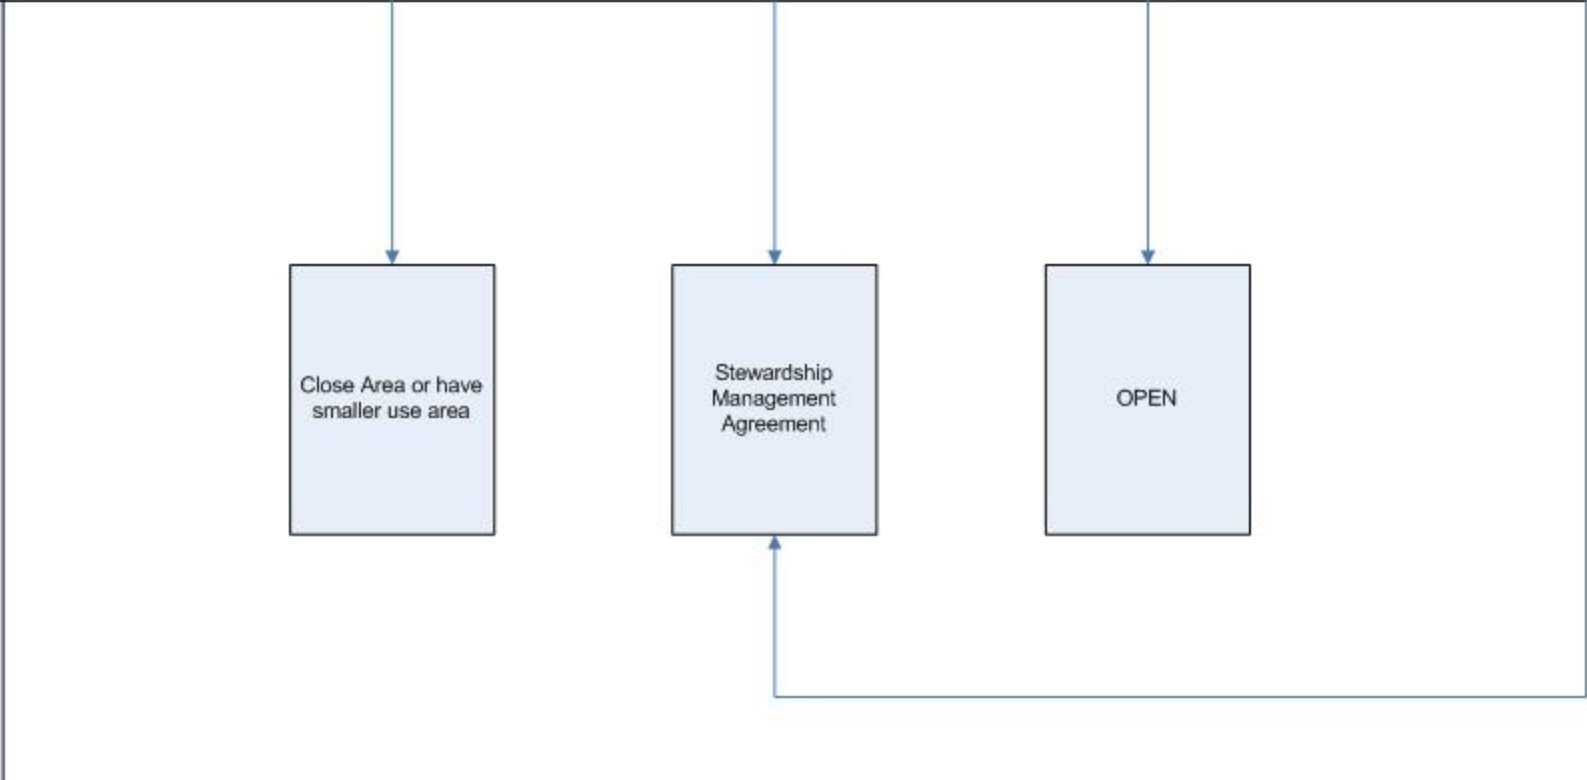 Close Area or have
smaller use area
Stewardship
Management
Agreement
OPEN